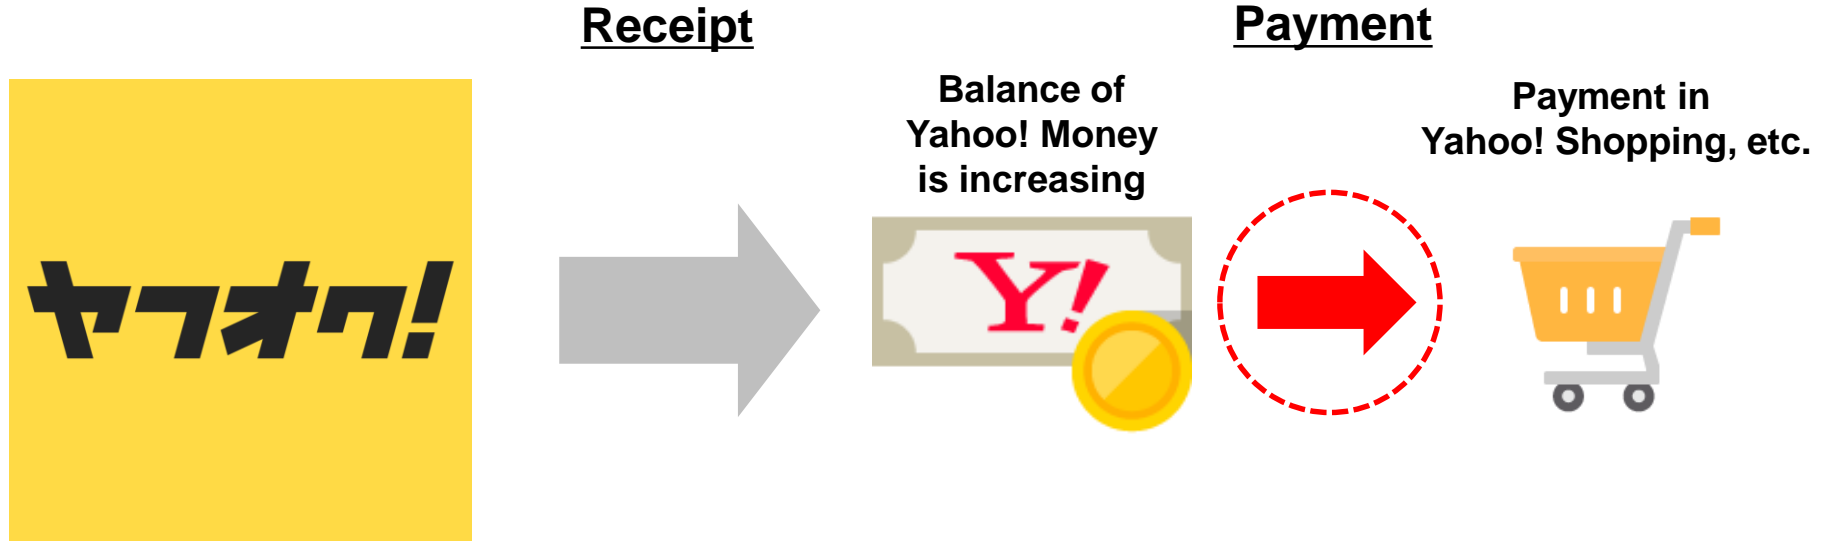 Receipt
Payment
Balance of
Yahoo! Money
is increasing
Payment in
Yahoo! Shopping, etc.
ヤフオク!
Y!